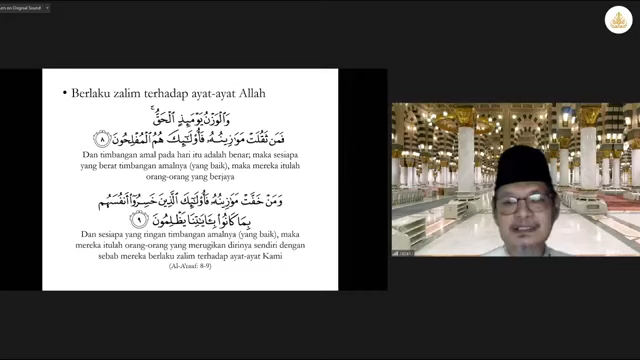 rn on Original Sound
• Berlaku zalim terhadap ayat-ayat Allah
وَالْوَزْنُ يَوْمَئِذٍ الْحَقُّ ۚ
فَمَن ثَقُلَتْ مَوَازِينُهُ فَأُولَٰئِكَ هُمُ الْمُفْلِحُونَ ٨
Dan timbangan amal pada hari itu adalah benar; maka sesiapa
yang berat timbangan amalnya (yang baik), maka mereka itulah
orang-orang yang berjaya
وَمَنْ خَفَّتْ مَوَازِينُهُ فَأُولَٰئِكَ الَّذِينَ خَسِرُوا أَنفُسَهُم
بِمَا كَانُوا بِآيَاتِنَا يَظْلِمُونَ ٩
Dan sesiapa yang ringan timbangan amalnya (yang baik), maka
mereka itulah orang-orang yang merugikan dirinya sendiri dengan
sebab mereka berlaku zalim terhadap ayat-ayat Kami
(Al-A'raf: 8-9)